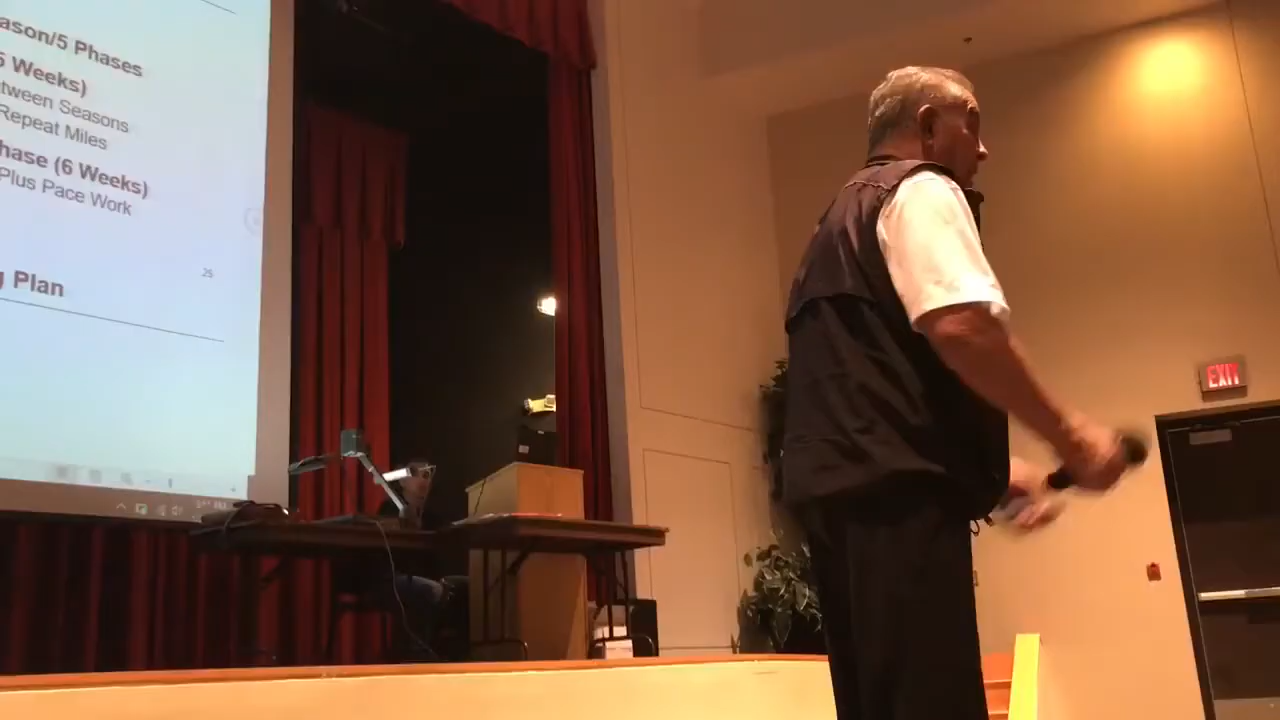 ason/5 Phases
5 Weeks)
tween Seasons
Repeat Miles
hase (6 Weeks)
Plus Pace Work
25
g Plan
EXIT